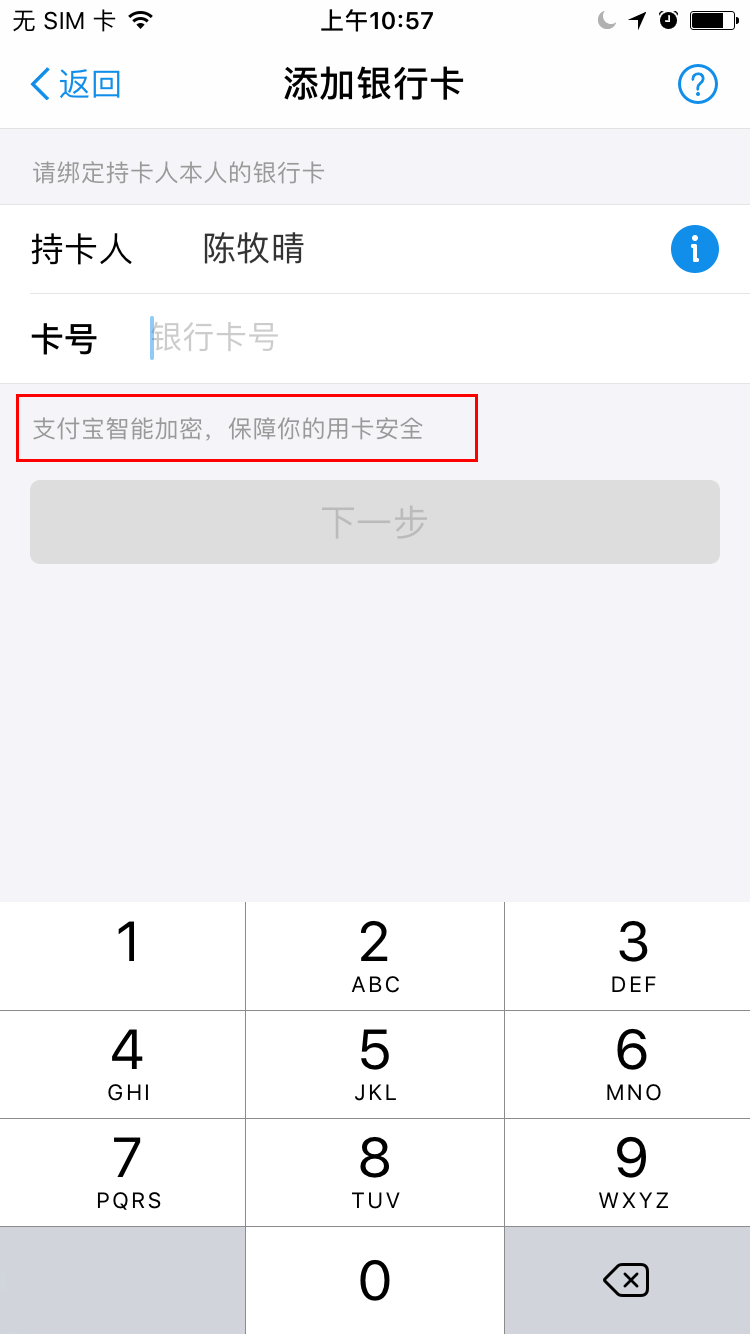 无 SIM 卡 上午10:57
返回 添加银行卡
请绑定持卡人本人的银行卡
持卡人 陈牧晴
卡号 银行卡号
支付宝智能加密，保障你的用卡安全
下一步
1 2 3
ABC DEF
4 5 6
GHI JKL MNO
7 8 9
PQRS TUV WXYZ
0